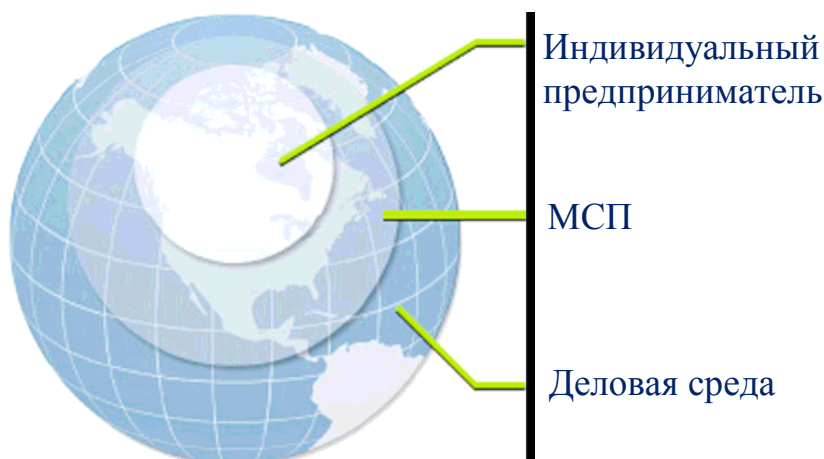 Индивидуальный
предприниматель
МСП
Деловая среда